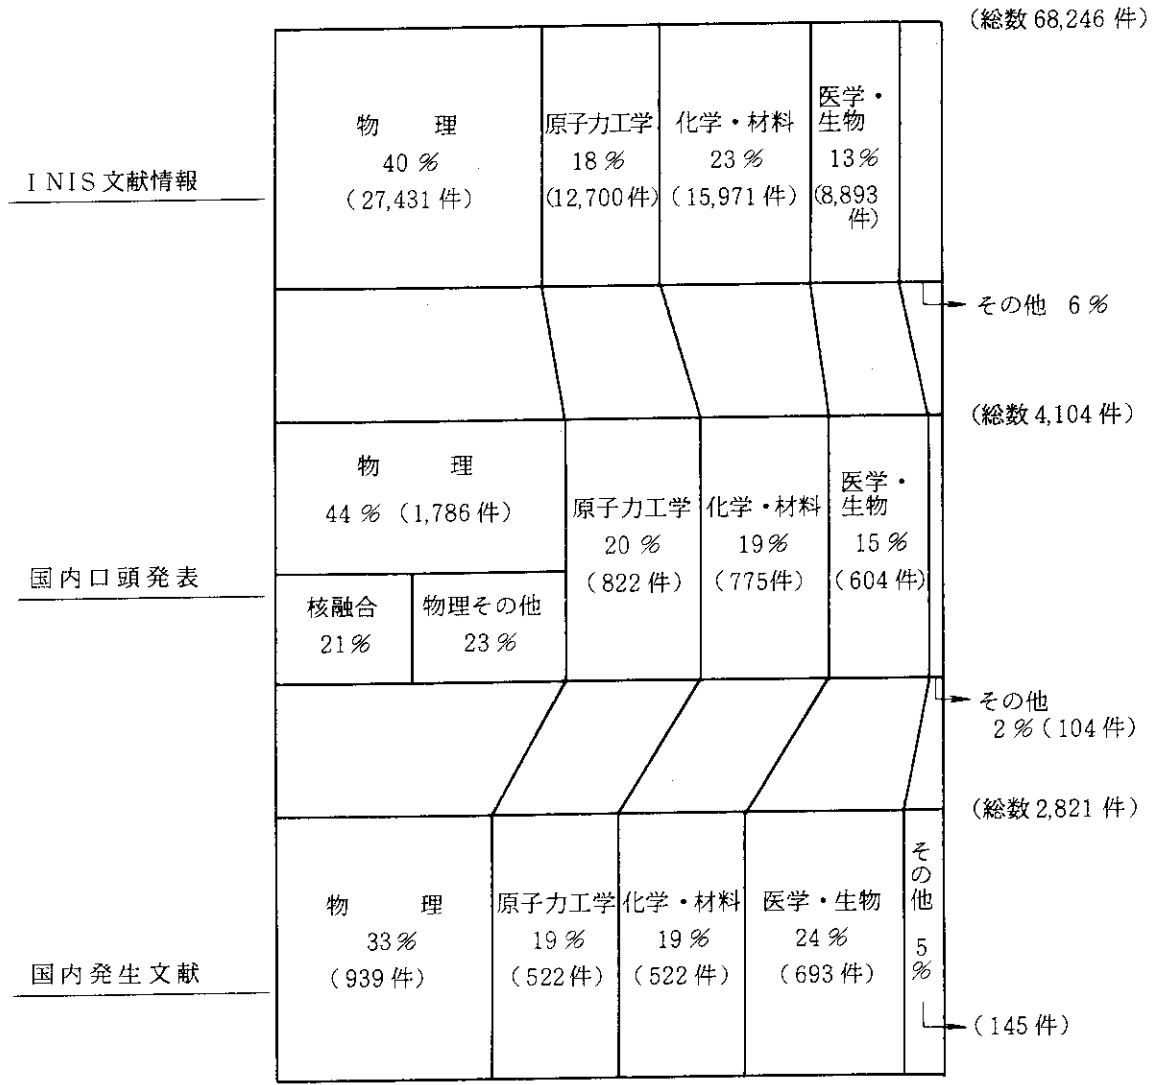 (総数 68,246 件)
INIS文献情報
物 理
40 %
(27,431 件)
原子力工学
18 %
(12,700件)
化学・材料
23 %
(15,971 件)
医学・
生物
13%
(8,893
件)
その他 6 %
(総数 4,104 件)
国内口頭発表
物 理
44 % (1,786 件)
核融合
21 %
物理その他
23 %
原子力工学
20 %
(822 件)
化学・材料
19%
(775件)
医学・
生物
15 %
(604 件)
その他
2 % (104 件)
(総数 2,821 件)
国内発生文献
物 理
33 %
(939 件)
原子力工学
19 %
(522 件)
化学・材料
19 %
(522 件)
医学・生物
24 %
(693 件)
その他 5%
(145 件)